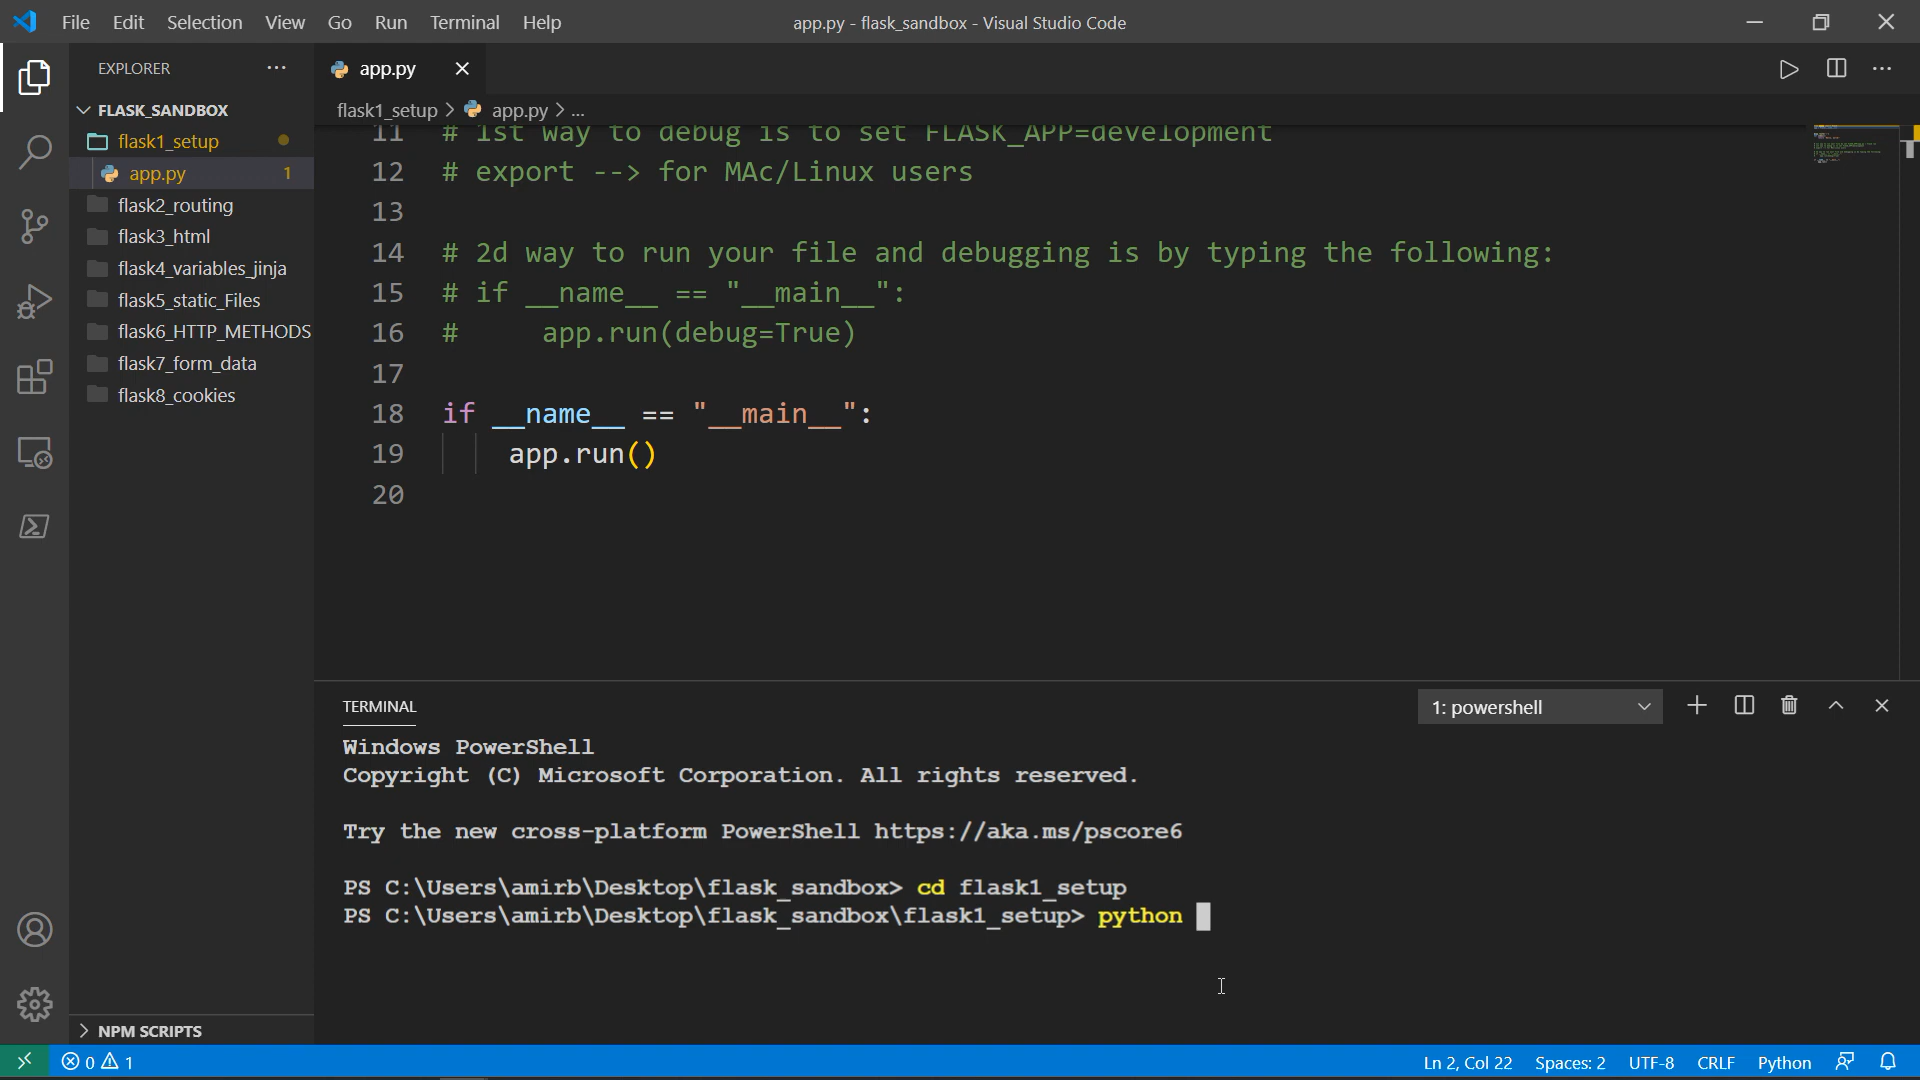 File Edit Selection View Go Run Terminal Help
app.py - flask_sandbox - Visual Studio Code
EXPLORER
FLASK_SANDBOX
flask1_setup
app.py 1
flask2_routing
flask3_html
flask4_variables_jinja
flask5_static_Files
flask6_HTTP_METHODS
flask7_form_data
flask8_cookies
NPM SCRIPTS
app.py
flask1_setup > app.py > ...
11 # 1st way to debug is to set FLASK_APP=development
12 # export --> for MAc/Linux users
13
14 # 2d way to run your file and debugging is by typing the following:
15 # if __name__ == "__main__":
16 #     app.run(debug=True)
17
18 if __name__ == "__main__":
19     app.run()
20
TERMINAL
1: powershell
Windows PowerShell
Copyright (C) Microsoft Corporation. All rights reserved.
Try the new cross-platform PowerShell https://aka.ms/pscore6
PS C:\Users\amirb\Desktop\flask_sandbox> cd flask1_setup
PS C:\Users\amirb\Desktop\flask_sandbox\flask1_setup> python
0 1
Ln 2, Col 22 Spaces: 2 UTF-8 CRLF Python